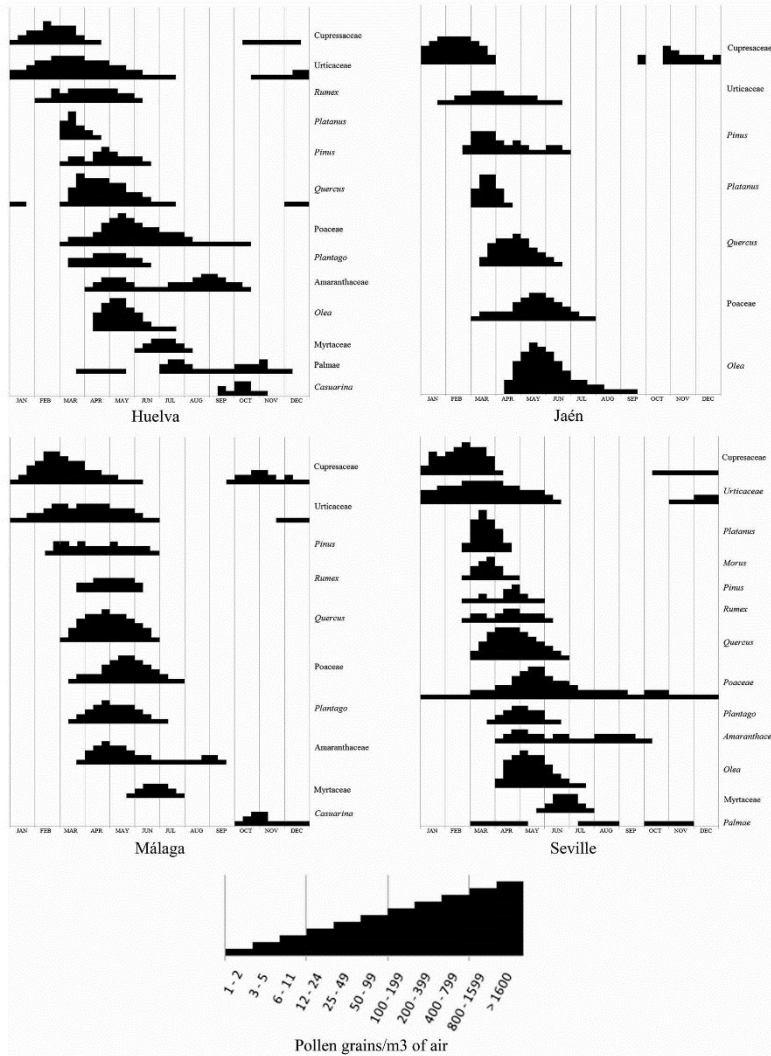 Cupressaceae
Urticaceae
Rumex
Platanus
Pinus
Quercus
Poaceae
Plantago
Amaranthaceae
Olea
Myrtaceae
Palmae
Casuarina
JAN FEB MAR APR MAY JUN JUL AUG SEP OCT NOV DEC
Huelva
Cupresaceae
Urticaceae
Pinus
Platanus
Quercus
Poaceae
Olea
JAN FEB MAR APR MAY JUN JUL AUG SEP OCT NOV DEC
Jaén
Cupresaceae
Urticaceae
Pinus
Rumex
Quercus
Poaceae
Plantago
Amaranthaceae
Myrtaceae
Casuarina
JAN FEB MAR APR MAY JUN JUL AUG SEP OCT NOV DEC
Málaga
Cupresaceae
Urticaceae
Platanus
Morus
Pinus
Rumex
Quercus
Poaceae
Plantago
Amaranthace
Olea
Myrtaceae
Palmae
JAN FEB MAR APR MAY JUN JUL AUG SEP OCT NOV DEC
Seville
1 - 2
3 - 5
6 - 11
12 - 24
25 - 49
50 - 99
100 - 199
200 - 399
400 - 799
800 - 1599
>1600
Pollen grains/m3 of air